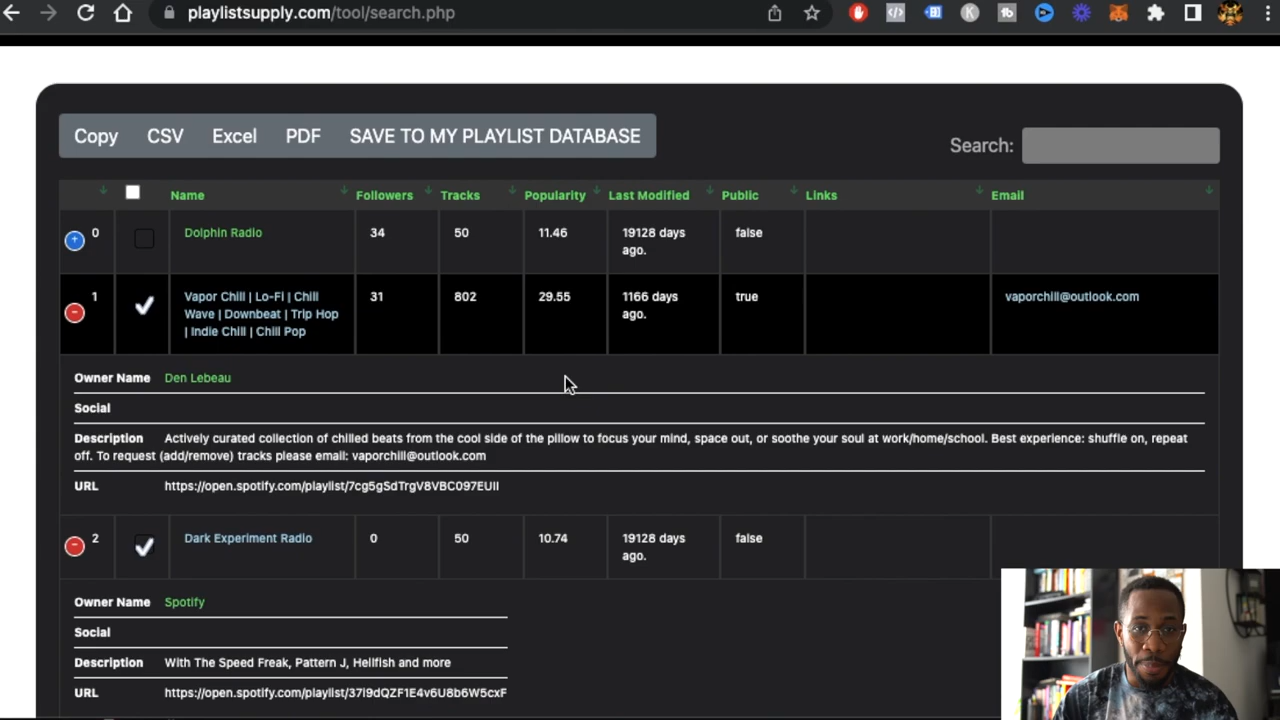 playlistsupply.com/tool/search.php
Copy CSV Excel PDF SAVE TO MY PLAYLIST DATABASE
Search:
Name Followers Tracks Popularity Last Modified Public Links Email
0 Dolphin Radio 34 50 11.46 19128 days false
ago.
1 Vapor Chill | Lo-Fi | Chill 31 802 29.55 1166 days true vaporchill@outlook.com
Wave | Downbeat | Trip Hop ago.
| Indie Chill | Chill Pop
Owner Name Den Lebeau
Social
Description Actively curated collection of chilled beats from the cool side of the pillow to focus your mind, space out, or soothe your soul at work/home/school. Best experience: shuffle on, repeat
off. To request (add/remove) tracks please email: vaporchill@outlook.com
URL https://open.spotify.com/playlist/7cg5gSdTrgV8VBC097EUII
2 Dark Experiment Radio 0 50 10.74 19128 days false
ago.
Owner Name Spotify
Social
Description With The Speed Freak, Pattern J, Hellfish and more
URL https://open.spotify.com/playlist/37i9dQZF1E4v6U8b6W5cxF